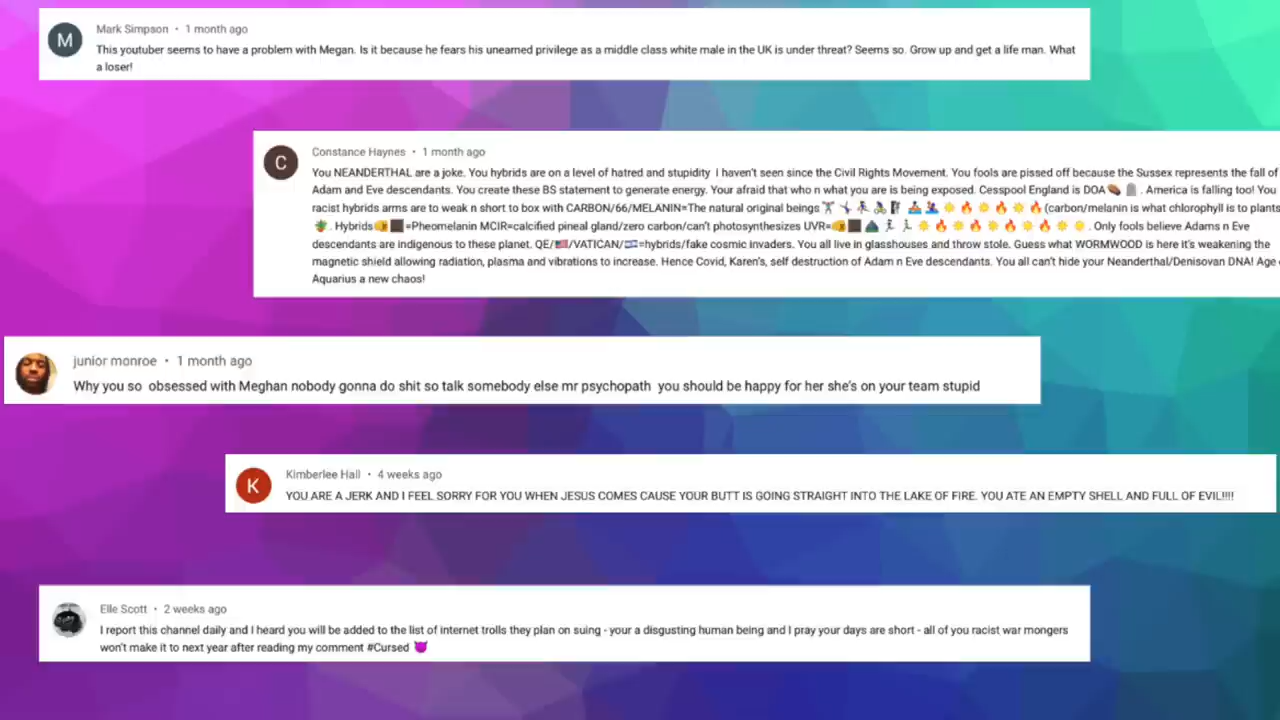 M
Mark Simpson • 1 month ago
This youtuber seems to have a problem with Megan. Is it because he fears his unearned privilege as a middle class white male in the UK is under threat? Seems so. Grow up and get a life man. What
a loser!
C
Constance Haynes • 1 month ago
You NEANDERTHAL are a joke. You hybrids are on a level of hatred and stupidity I haven't seen since the Civil Rights Movement. You fools are pissed off because the Sussex represents the fall of
Adam and Eve descendants. You create these BS statement to generate energy. Your afraid that who n what you are is being exposed. Cesspool England is DOA⚰️🪦. America is falling too! You
racist hybrids arms are to weak n short to box with CARBON/66/MELANIN=The natural original beings (carbon/melanin is what chlorophyll is to plants
. Hybrids =Pheomelanin MCIR=calcified pineal gland/zero carbon/can't photosynthesizes UVR= . Only fools believe Adams n Eve
descendants are indigenous to these planet. QE/🇺🇸/VATICAN/🇮🇱=hybrids/fake cosmic invaders. You all live in glasshouses and throw stole. Guess what WORMWOOD is here it's weakening the
magnetic shield allowing radiation, plasma and vibrations to increase. Hence Covid, Karen's, self destruction of Adam n Eve descendants. You all can't hide your Neanderthal/Denisovan DNA! Age
Aquarius a new chaos!
junior monroe • 1 month ago
Why you so obsessed with Meghan nobody gonna do shit so talk somebody else mr psychopath you should be happy for her she's on your team stupid
K
Kimberlee Hall • 4 weeks ago
YOU ARE A JERK AND I FEEL SORRY FOR YOU WHEN JESUS COMES CAUSE YOUR BUTT IS GOING STRAIGHT INTO THE LAKE OF FIRE. YOU ATE AN EMPTY SHELL AND FULL OF EVIL!!!!
Elle Scott • 2 weeks ago
I report this channel daily and I heard you will be added to the list of internet trolls they plan on suing - your a disgusting human being and I pray your days are short - all of you racist war mongers
won't make it to next year after reading my comment #Cursed 😈